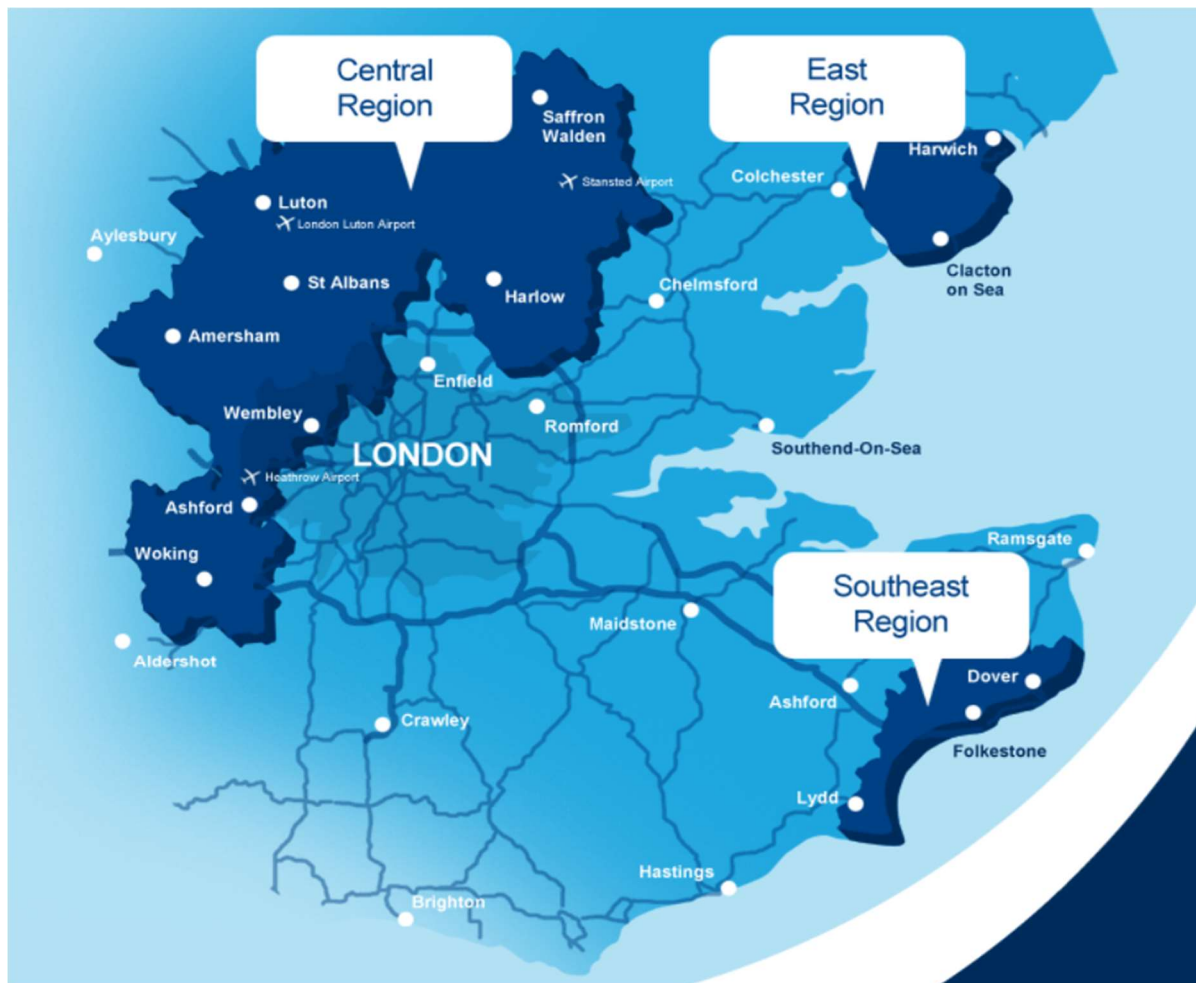 Central
Region
East
Region
Saffron
Walden
Harwich
Stansted Airport
Colchester
Luton
London Luton Airport
Aylesbury
St Albans
Harlow
Chelmsford
Clacton
on Sea
Amersham
Enfield
Wembley
Romford
LONDON
Southend-On-Sea
Heathrow Airport
Ashford
Woking
Ramsgate
Southeast
Region
Maidstone
Aldershot
Dover
Ashford
Crawley
Folkestone
Lydd
Hastings
Brighton